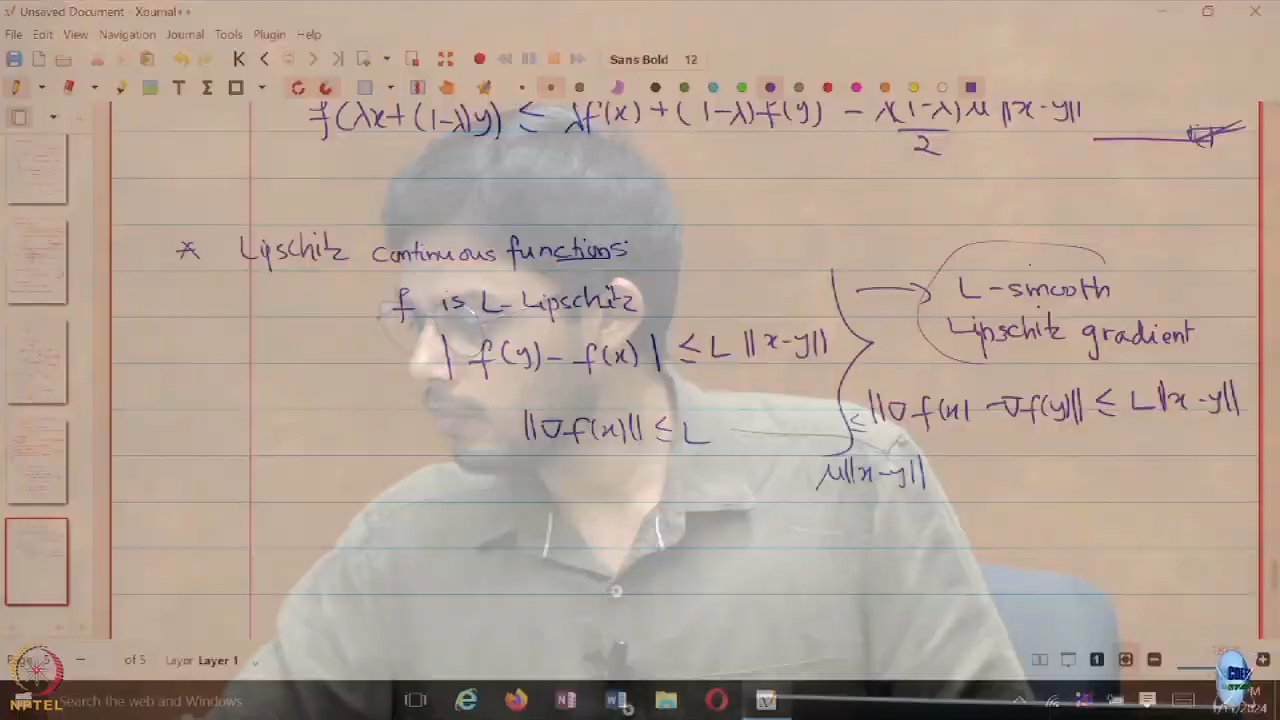 Unsaved Document - Xournal++
File Edit View Navigation Journal Tools Plugin Help
Sans Bold 12
f(λx+(1-λ)y) ≤ λf(x)+(1-λ)f(y) - λ(1-λ)μ/2 ||x-y||
* Lipschitz continuous functions:
f is L-Lipschitz
| f(y) - f(x) | ≤ L ||x-y||
||∇f(x)|| ≤ L
→ L-smooth
Lipschitz gradient
≤ ||∇f(x) - ∇f(y)|| ≤ L||x-y||
μ||x-y||
Page 5 of 5 Layer Layer 1
Search the web and Windows
NPTEL